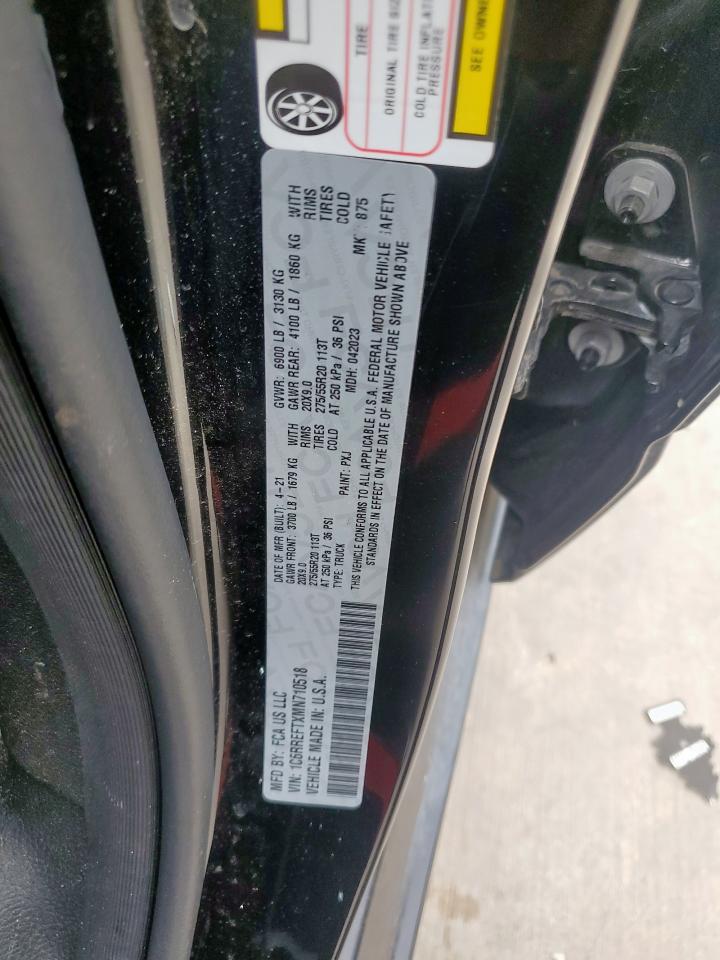 TIRE
ORIGINAL TIRE SIZ
COLD TIRE INFLAT
PRESSURE
SEE OWNE
MFD BY: FCA US LLC
DATE OF MFR (BUILT): 4-21
GVWR: 6900 LB / 3130 KG
VIN: 1C6RREFTXMN710518
GAWR FRONT: 3700 LB / 1679 KG WITH
GAWR REAR: 4100 LB / 1860 KG WITH
VEHICLE MADE IN: U.S.A.
20X9.0 RIMS
20X9.0 RIMS
275/55R20 113T TIRES
275/55R20 113T TIRES
AT 250 kPa / 36 PSI COLD
AT 250 kPa / 36 PSI COLD
TYPE: TRUCK
PAINT: PXJ
MDH: 042023
MK : 875
THIS VEHICLE CONFORMS TO ALL APPLICABLE U.S.A. FEDERAL MOTOR VEHICLE SAFETY
STANDARDS IN EFFECT ON THE DATE OF MANUFACTURE SHOWN ABOVE